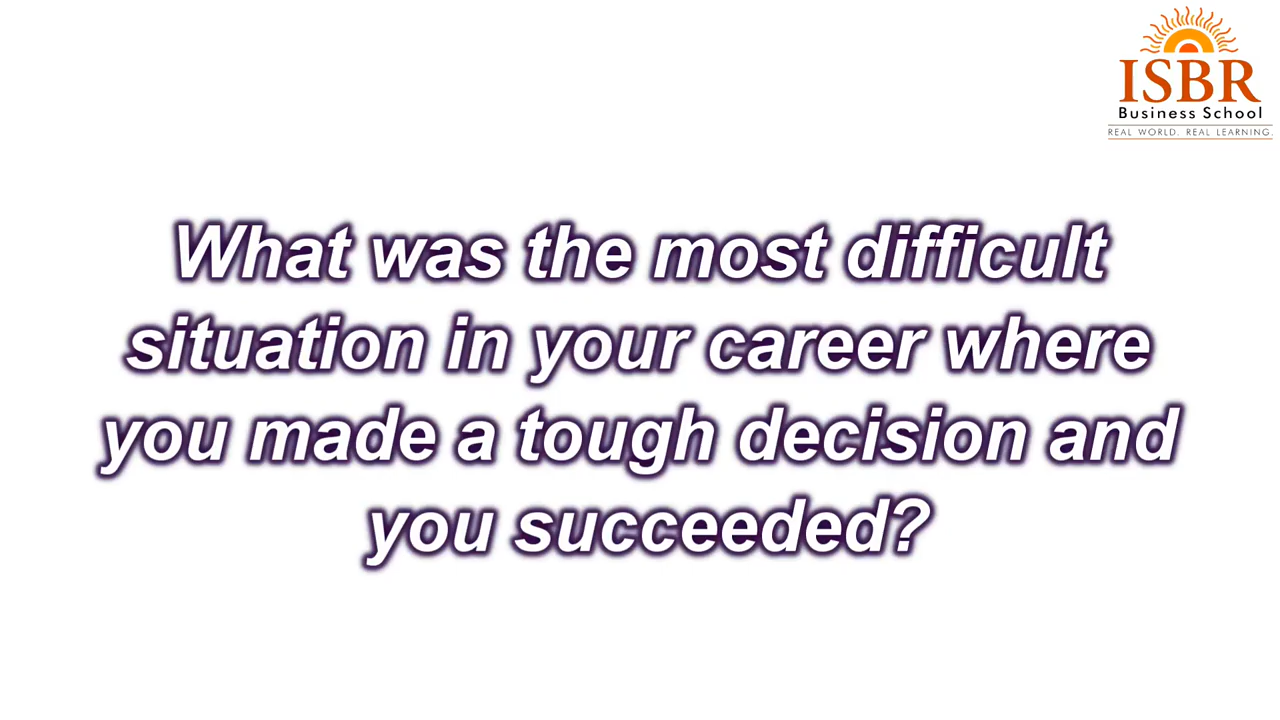 ISBR
Business School
REAL WORLD. REAL LEARNING.
What was the most difficult
situation in your career where
you made a tough decision and
you succeeded?